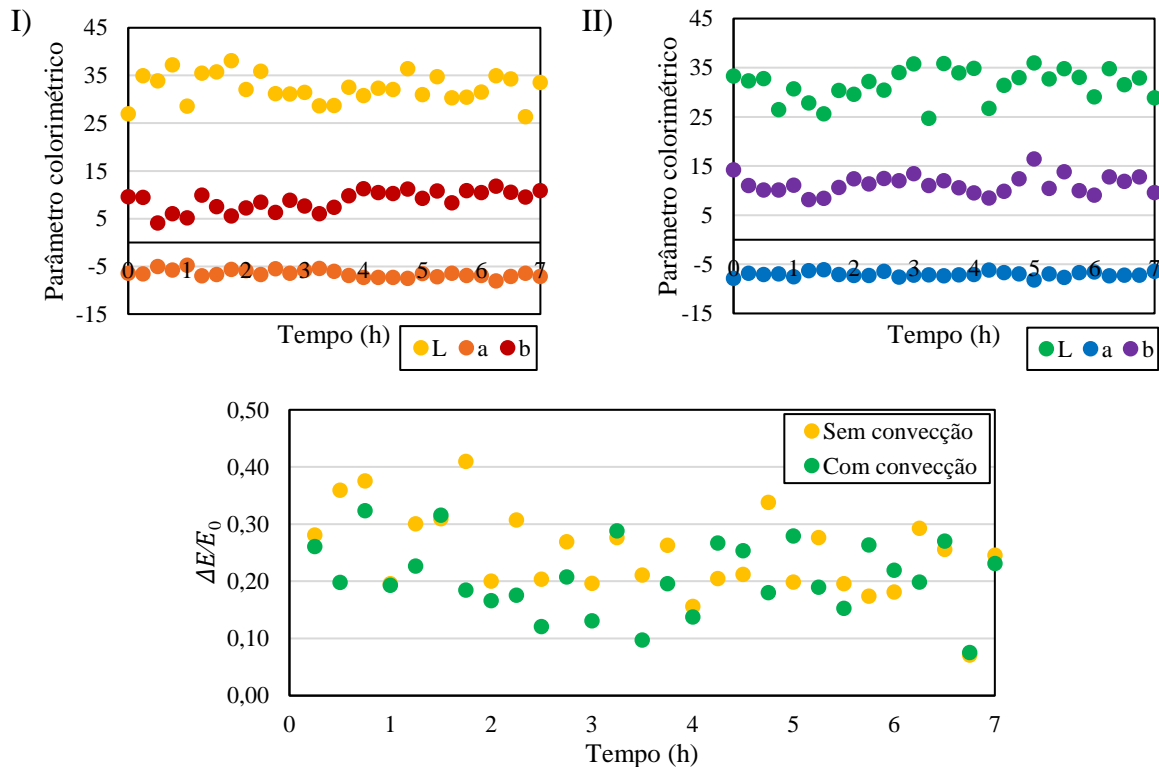 I)
Parâmetro colorimétrico
45
35
25
15
5
-5
-15
0 1 2 3 4 5 6 7
Tempo (h)
L a b
II)
Parâmetro colorimétrico
45
35
25
15
5
-5
-15
0 1 2 3 4 5 6 7
Tempo (h)
L a b
ΔE/E0
0,50
0,40
0,30
0,20
0,10
0,00
Sem convecção
Com convecção
0 1 2 3 4 5 6 7
Tempo (h)